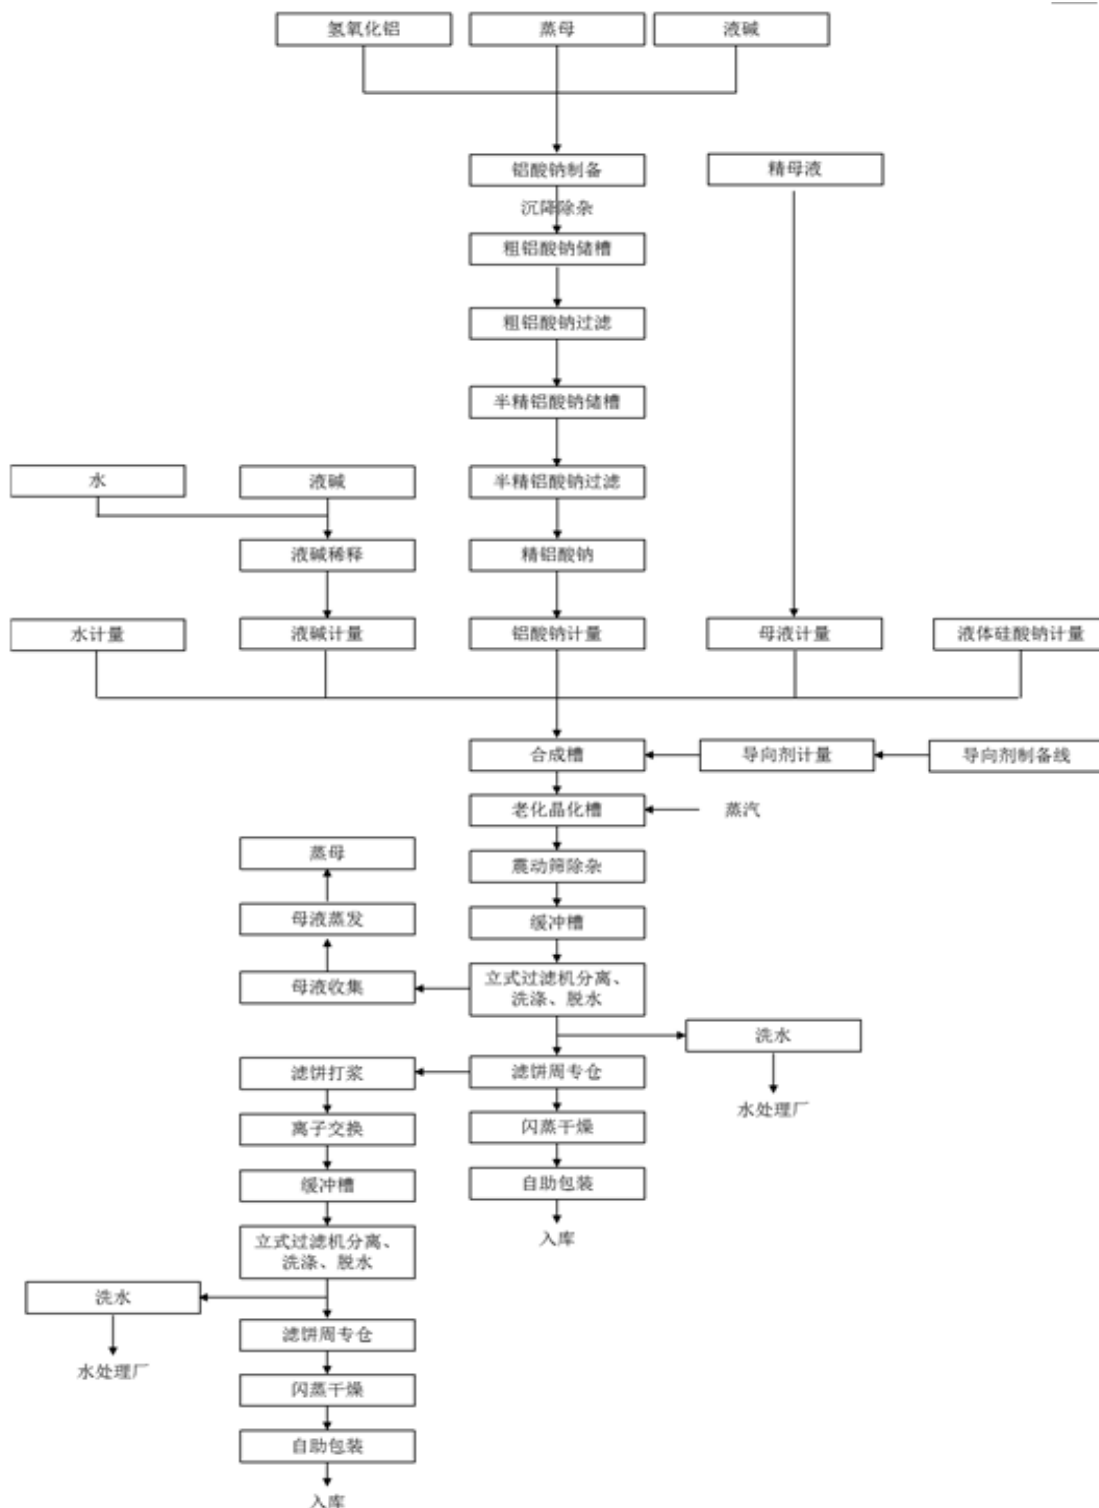 氢氧化铝
蒸母
液碱
铝酸钠制备
精母液
沉降除杂
粗铝酸钠储槽
粗铝酸钠过滤
半精铝酸钠储槽
水
液碱
半精铝酸钠过滤
液碱稀释
精铝酸钠
水计量
液碱计量
铝酸钠计量
母液计量
液体硅酸钠计量
合成槽
导向剂计量
导向剂制备线
老化晶化槽
蒸汽
蒸母
震动筛除杂
母液蒸发
缓冲槽
母液收集
立式过滤机分离、
洗涤、脱水
洗水
滤饼打浆
滤饼周专仓
水处理厂
离子交换
闪蒸干燥
缓冲槽
自助包装
入库
立式过滤机分离、
洗涤、脱水
洗水
滤饼周专仓
水处理厂
闪蒸干燥
自助包装
入库